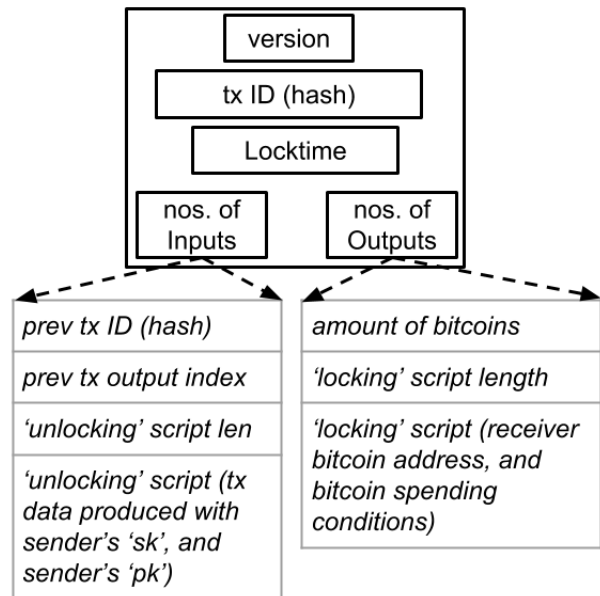 version
tx ID (hash)
Locktime
nos. of
Inputs
nos. of
Outputs
prev tx ID (hash)
prev tx output index
‘unlocking’ script len
‘unlocking’ script (tx
data produced with
sender’s ‘sk’, and
sender’s ‘pk’)
amount of bitcoins
‘locking’ script length
‘locking’ script (receiver
bitcoin address, and
bitcoin spending
conditions)